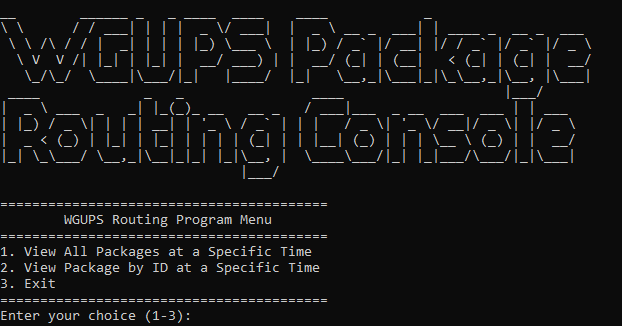 WGUPS Package
Routing Console
==========================================
WGUPS Routing Program Menu
==========================================
1. View All Packages at a Specific Time
2. View Package by ID at a Specific Time
3. Exit
==========================================
Enter your choice (1-3):